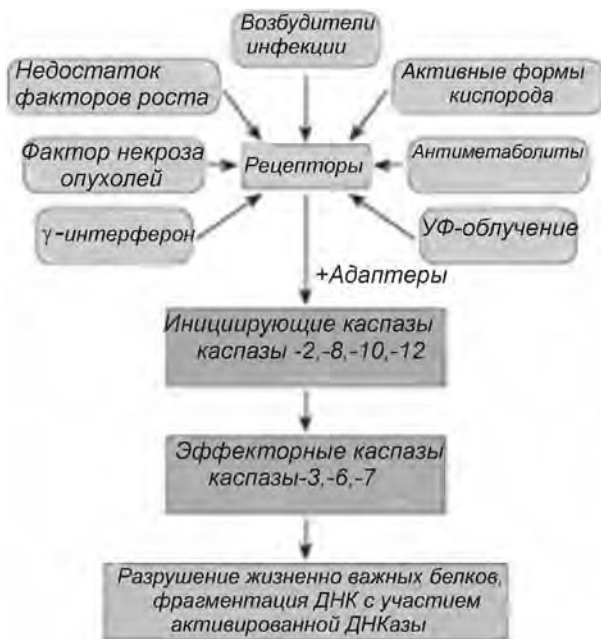 Возбудители
инфекции
Недостаток
факторов роста
Активные формы
кислорода
Фактор некроза
опухолей
Рецепторы
Антиметаболиты
γ-интерферон
УФ-облучение
+Адаптеры
Инициирующие каспазы
каспазы -2,-8,-10,-12
Эффекторные каспазы
каспазы-3,-6,-7
Разрушение жизненно важных белков,
фрагментация ДНК с участием
активированной ДНКазы